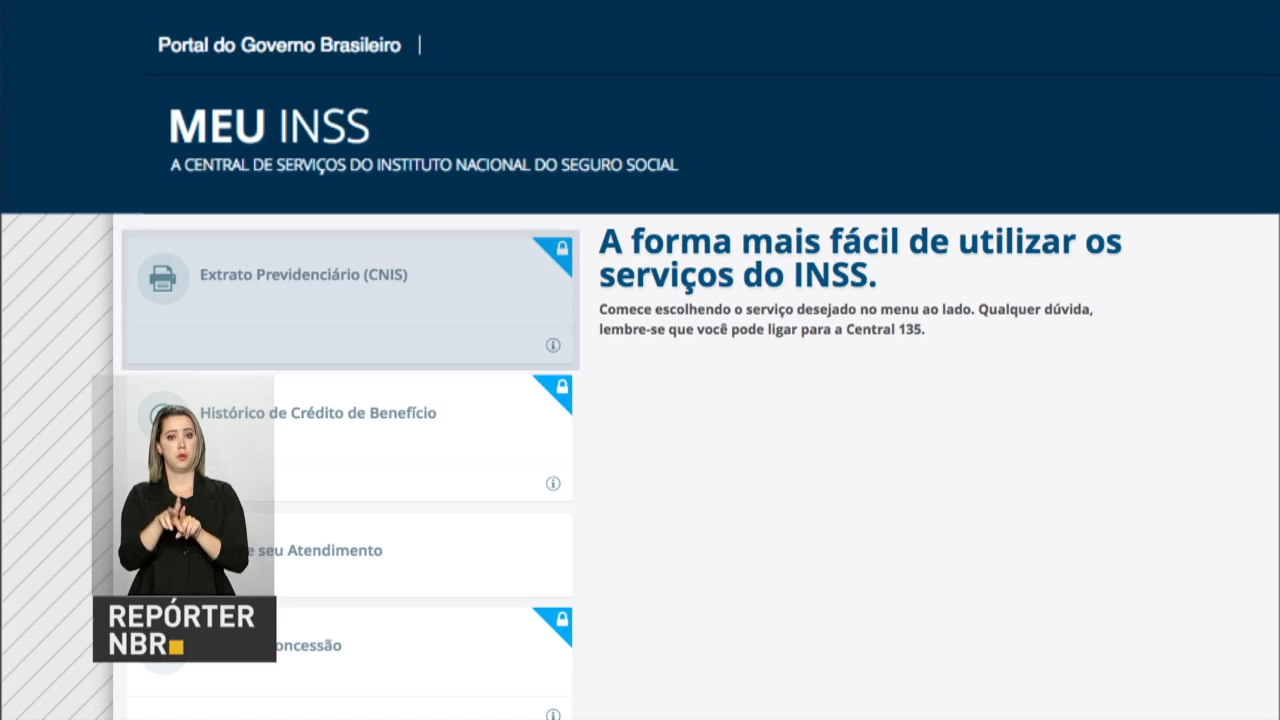 Portal do Governo Brasileiro
MEU INSS
A CENTRAL DE SERVIÇOS DO INSTITUTO NACIONAL DO SEGURO SOCIAL
Extrato Previdenciário (CNIS)
A forma mais fácil de utilizar os
serviços do INSS.
Comece escolhendo o serviço desejado no menu ao lado. Qualquer dúvida,
lembre-se que você pode ligar para a Central 135.
Histórico de Crédito de Benefício
seu Atendimento
REPÓRTER
NBR